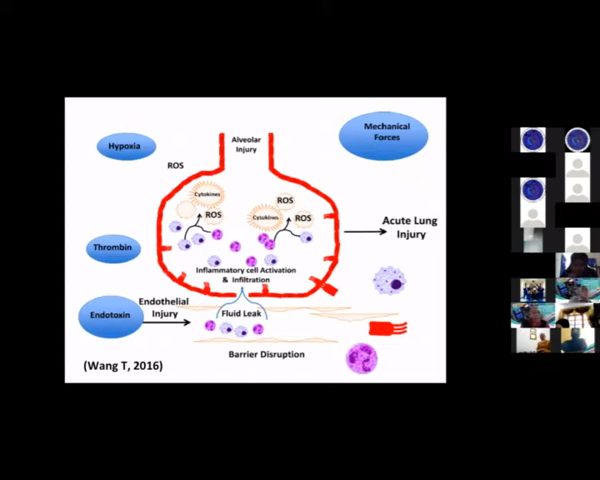 Mechanical
Forces
Alveolar
Injury
Hypoxia
ROS
Cytokines
ROS
ROS
Cytokines
ROS
Acute Lung
Injury
Thrombin
Inflammatory cell Activation
& Infiltration
Endothelial
Injury
Endotoxin
Fluid Leak
Barrier Disruption
(Wang T, 2016)